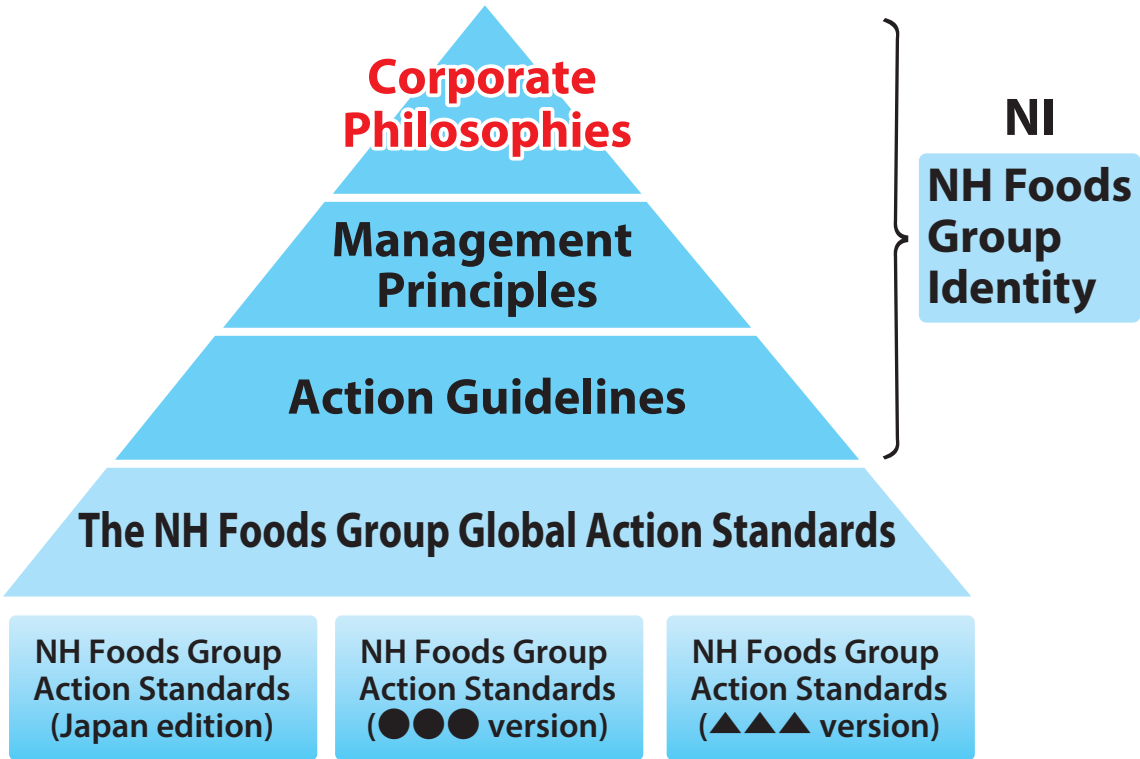 Corporate
Philosophies
Management
Principles
Action Guidelines
The NH Foods Group Global Action Standards
NI
NH Foods
Group
Identity
NH Foods Group
Action Standards
(Japan edition)
NH Foods Group
Action Standards
(●●● version)
NH Foods Group
Action Standards
(▲▲▲ version)